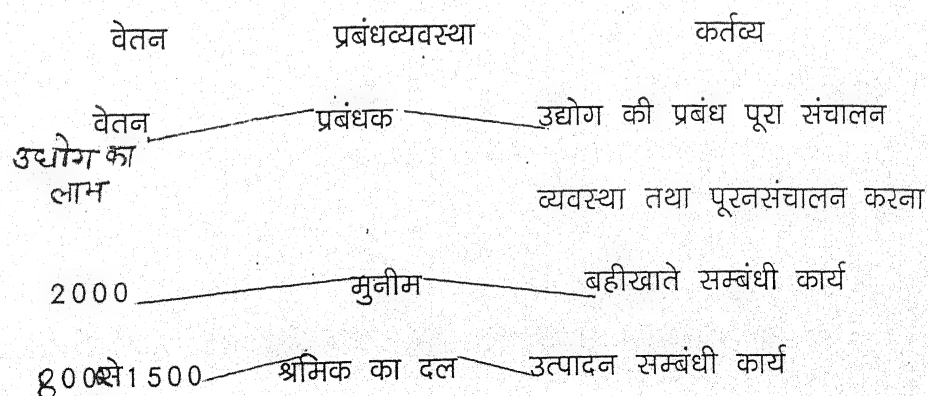 वेतन प्रबंधव्यवस्था कर्तव्य
वेतन प्रबंधक उद्योग की प्रबंध पूरा संचालन
उद्योग का
लाभ
व्यवस्था तथा पूरनसंचालन करना
2000 मुनीम बहीखाते सम्बंधी कार्य
800से1500 श्रमिक का दल उत्पादन सम्बंधी कार्य